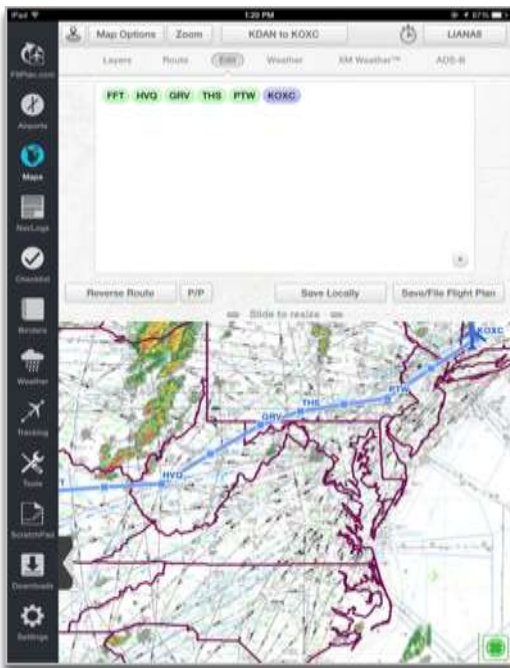 iPad
1:20 PM
87%
Map Options
Zoom
KDAN to KOXC
LIANA8
Layers
Route
Edit
Weather
XM Weather™
ADS-B
FFT HVQ GRV THS PTW KOXC
Reverse Route
P/P
Save Locally
Save/File Flight Plan
Slide to resize
FltPlan.com
Airports
Maps
NavLogs
Checklist
Binders
Weather
Tracking
Tools
ScratchPad
Downloads
Settings
KOXC
PTW
THS
GRV
HVQ